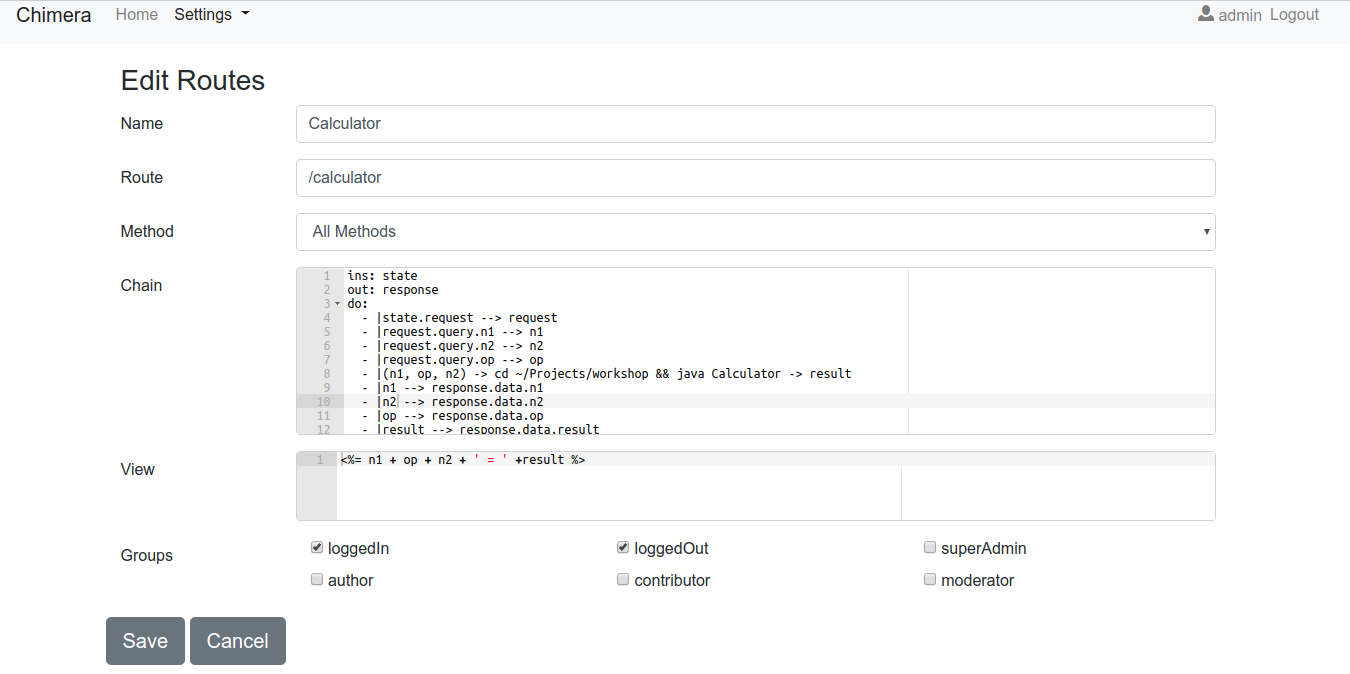 Chimera Home Settings admin Logout
Edit Routes
Name Calculator
Route /calculator
Method All Methods
Chain
1 ins: state
2 out: response
3 do:
4 - |state.request --> request
5 - |request.query.n1 --> n1
6 - |request.query.n2 --> n2
7 - |request.query.op --> op
8 - |(n1, op, n2) -> cd ~/Projects/workshop && java Calculator -> result
9 - |n1 --> response.data.n1
10 - |n2 --> response.data.n2
11 - |op --> response.data.op
12 - |result --> response.data.result
View
1 <%= n1 + op + n2 + ' = ' +result %>
Groups
loggedIn loggedOut superAdmin
author contributor moderator
Save Cancel